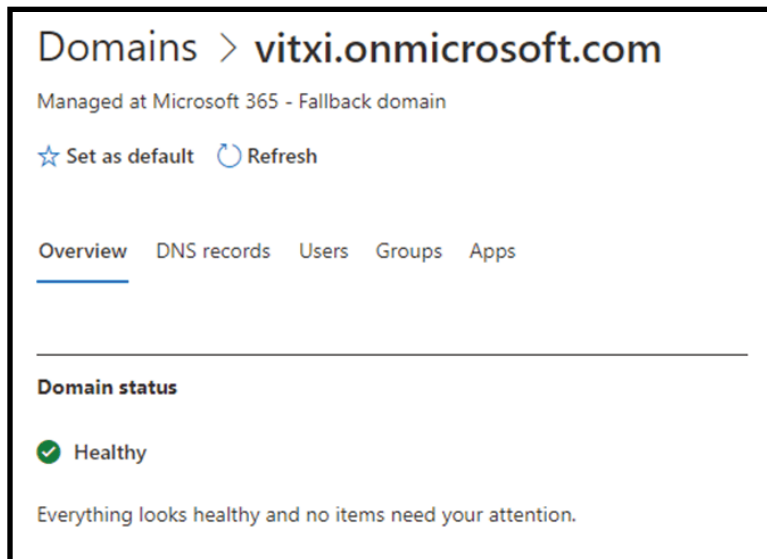 Domains > vitxi.onmicrosoft.com
Managed at Microsoft 365 - Fallback domain
Set as default Refresh
Overview DNS records Users Groups Apps
Domain status
Healthy
Everything looks healthy and no items need your attention.